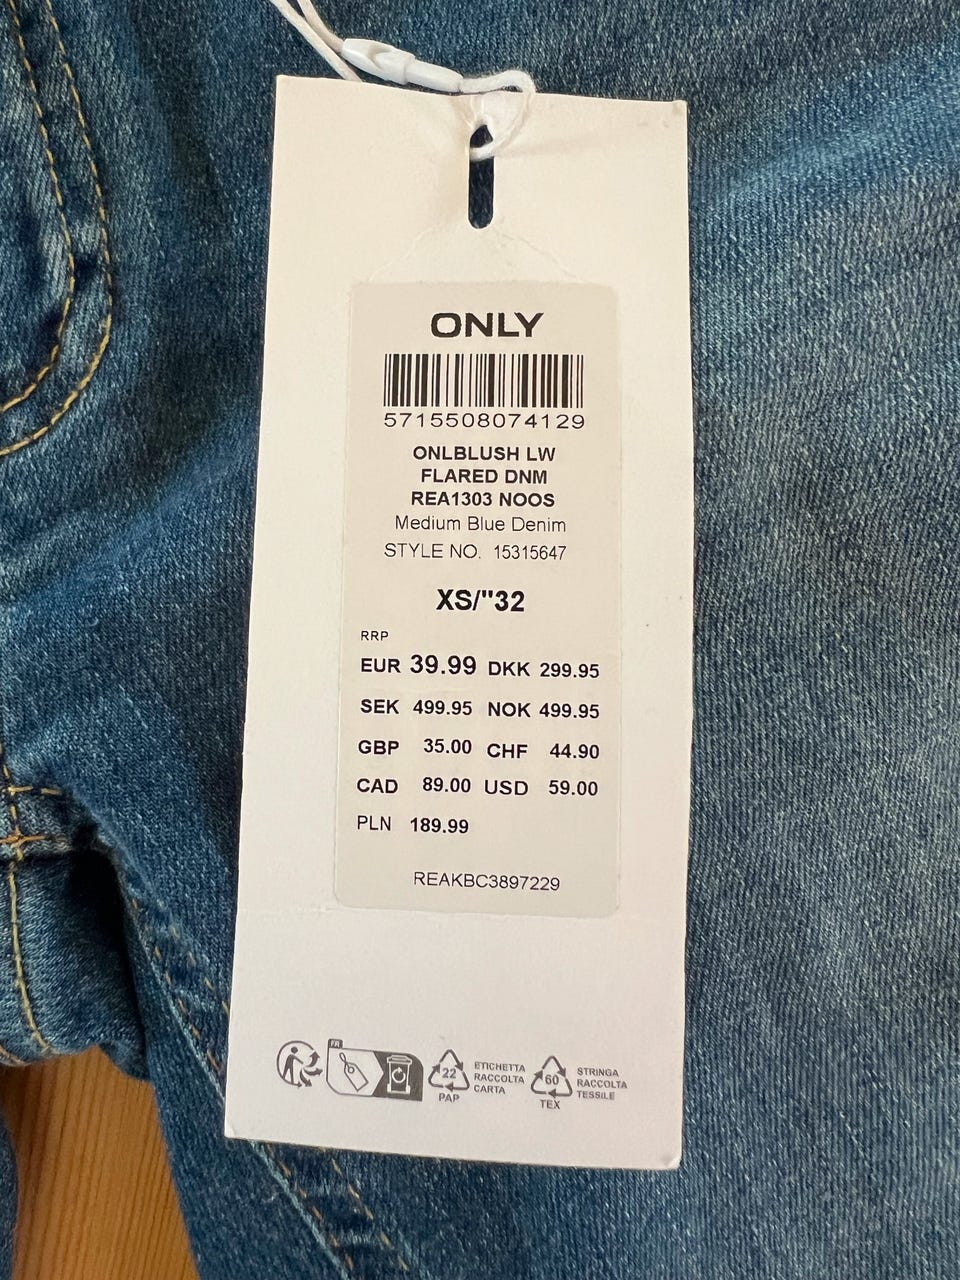 ONLY
5715508074129
ONLBLUSH LW
FLARED DNM
REA1303 NOOS
Medium Blue Denim
STYLE NO. 15315647
XS/"32
RRP
EUR 39.99 DKK 299.95
SEK 499.95 NOK 499.95
GBP 35.00 CHF 44.90
CAD 89.00 USD 59.00
PLN 189.99
REAKBC3897229
FR
22
PAP
ETICHETTA
RACCOLTA
CARTA
60
TEX
STRINGA
RACCOLTA
TESSILE